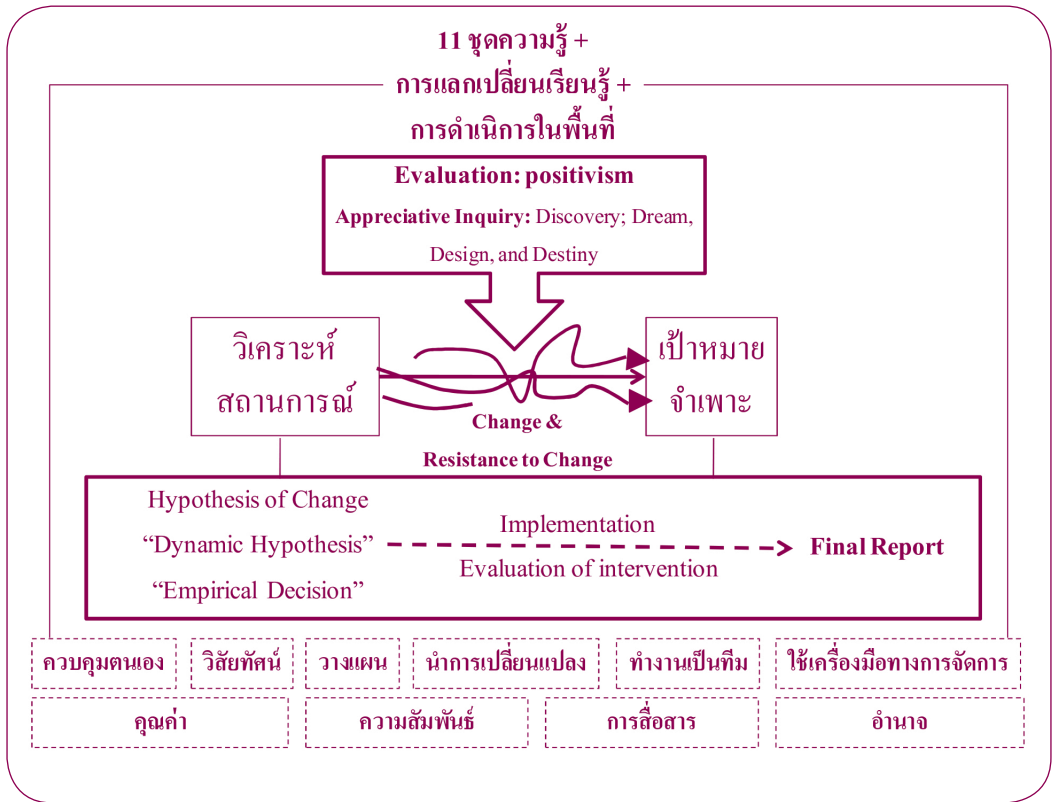 11 ชุดความรู้ +
การแลกเปลี่ยนเรียนรู้ +
การดำเนิการในพื้นที่
Evaluation: positivism
Appreciative Inquiry: Discovery; Dream,
Design, and Destiny
วิเคราะห์
สถานการณ์
เป้าหมาย
จำเพาะ
Change &
Resistance to Change
Hypothesis of Change
“Dynamic Hypothesis”
“Empirical Decision”
Implementation
Evaluation of intervention
Final Report
ควบคุมตนเอง
วิสัยทัศน์
วางแผน
นำการเปลี่ยนแปลง
ทำงานเป็นทีม
ใช้เครื่องมือทางการจัดการ
คุณค่า
ความสัมพันธ์
การสื่อสาร
อำนาจ